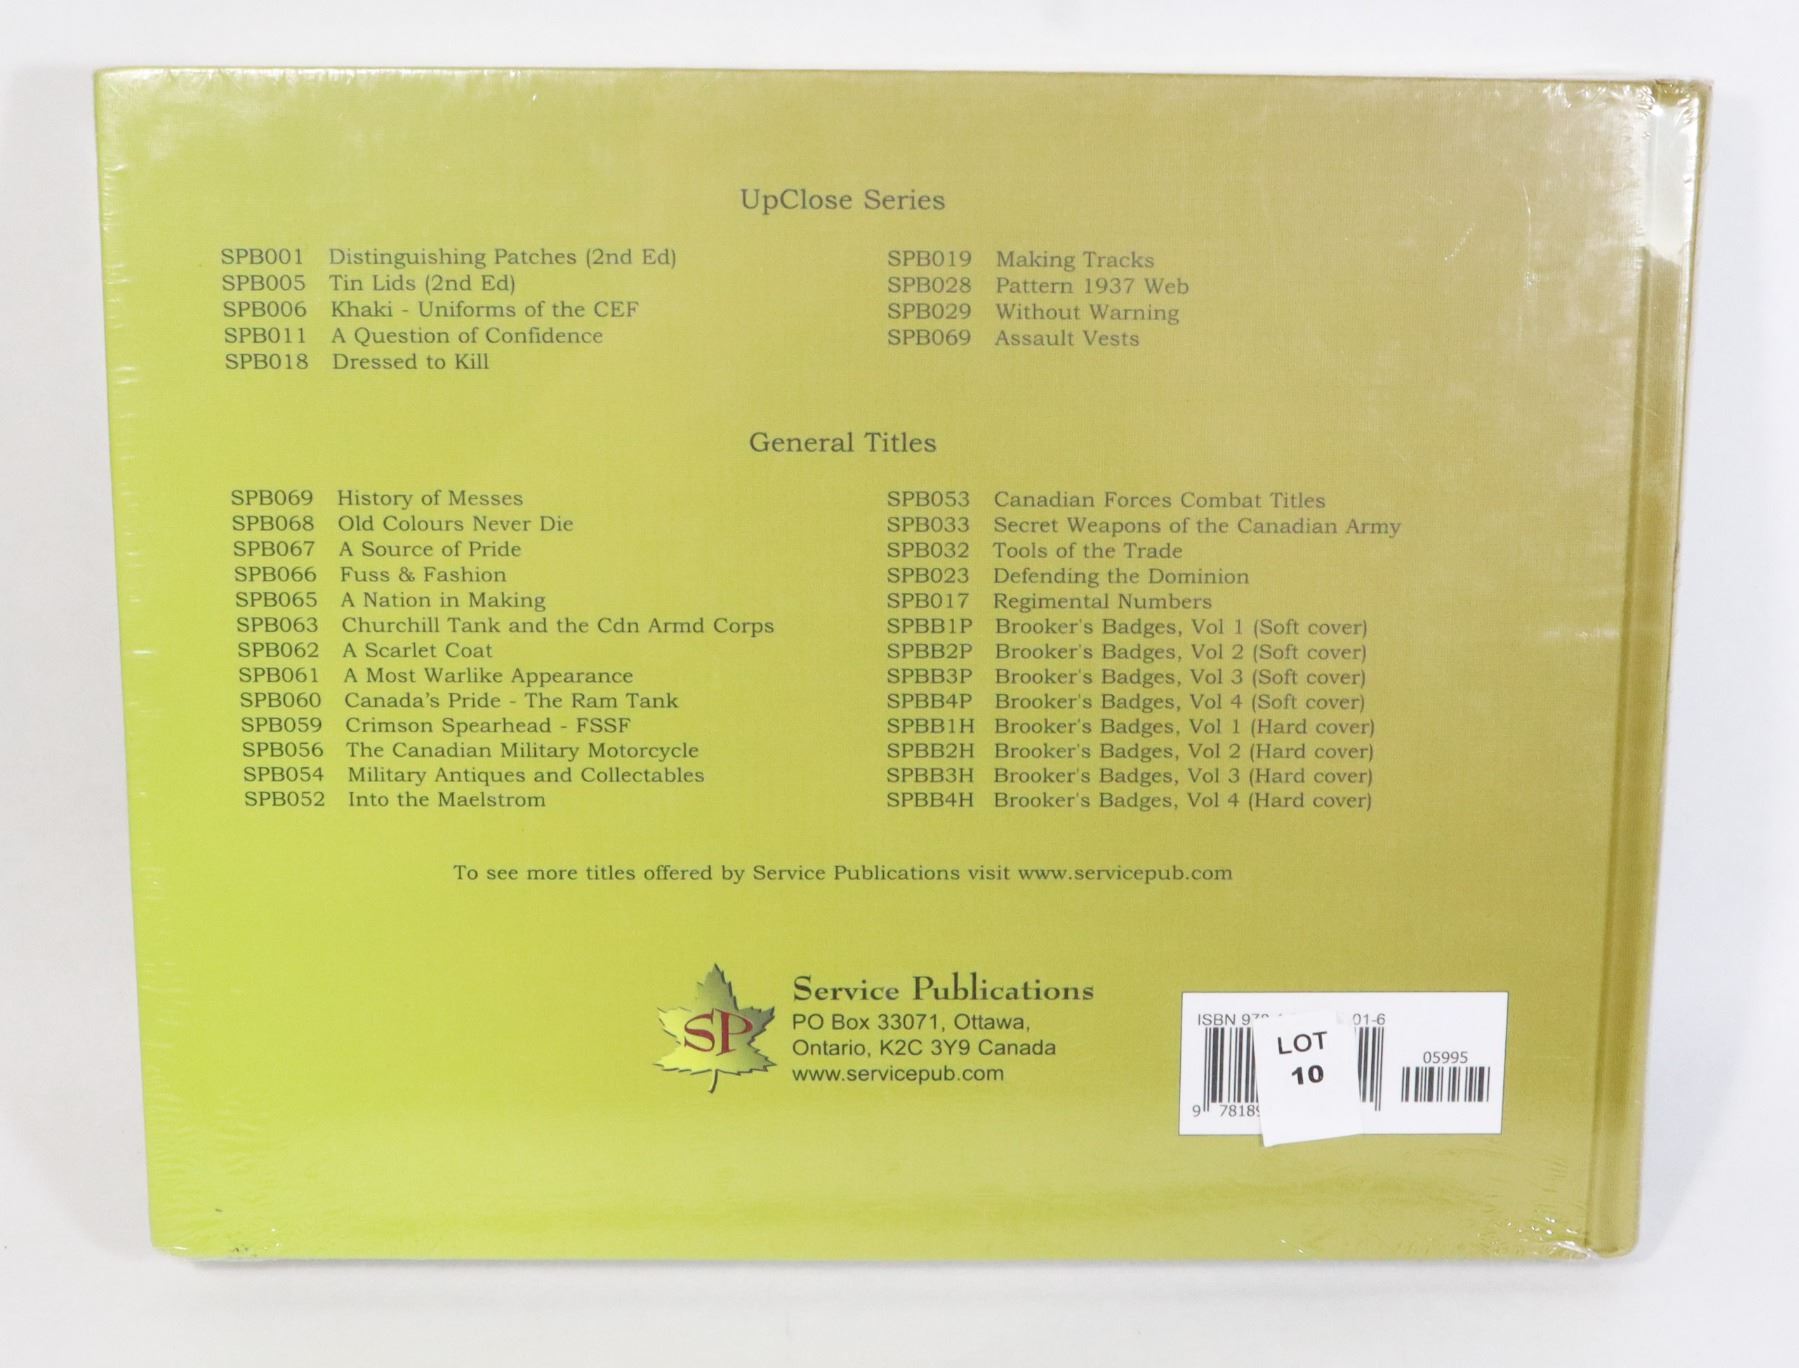 UpClose Series
SPB001 Distinguishing Patches (2nd Ed)
SPB005 Tin Lids (2nd Ed)
SPB006 Khaki - Uniforms of the CEF
SPB011 A Question of Confidence
SPB018 Dressed to Kill
SPB019 Making Tracks
SPB028 Pattern 1937 Web
SPB029 Without Warning
SPB069 Assault Vests
General Titles
SPB069 History of Messes
SPB068 Old Colours Never Die
SPB067 A Source of Pride
SPB066 Fuss & Fashion
SPB065 A Nation in Making
SPB063 Churchill Tank and the Cdn Armd Corps
SPB062 A Scarlet Coat
SPB061 A Most Warlike Appearance
SPB060 Canada's Pride - The Ram Tank
SPB059 Crimson Spearhead - FSSF
SPB056 The Canadian Military Motorcycle
SPB054 Military Antiques and Collectables
SPB052 Into the Maelstrom
SPB053 Canadian Forces Combat Titles
SPB033 Secret Weapons of the Canadian Army
SPB032 Tools of the Trade
SPB023 Defending the Dominion
SPB017 Regimental Numbers
SPBB1P Brooker's Badges, Vol 1 (Soft cover)
SPBB2P Brooker's Badges, Vol 2 (Soft cover)
SPBB3P Brooker's Badges, Vol 3 (Soft cover)
SPBB4P Brooker's Badges, Vol 4 (Soft cover)
SPBB1H Brooker's Badges, Vol 1 (Hard cover)
SPBB2H Brooker's Badges, Vol 2 (Hard cover)
SPBB3H Brooker's Badges, Vol 3 (Hard cover)
SPBB4H Brooker's Badges, Vol 4 (Hard cover)
To see more titles offered by Service Publications visit www.servicepub.com
SP
Service Publications
PO Box 33071, Ottawa,
Ontario, K2C 3Y9 Canada
www.servicepub.com
ISBN 01-6
LOT
10
05995
9 7818